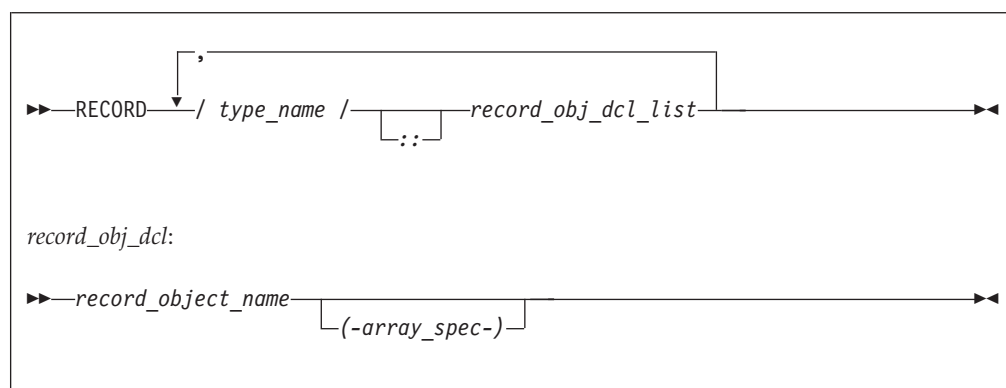 ,
RECORD / type_name / record_obj_dcl_list
::
record_obj_dcl:
record_object_name
(-array_spec-)